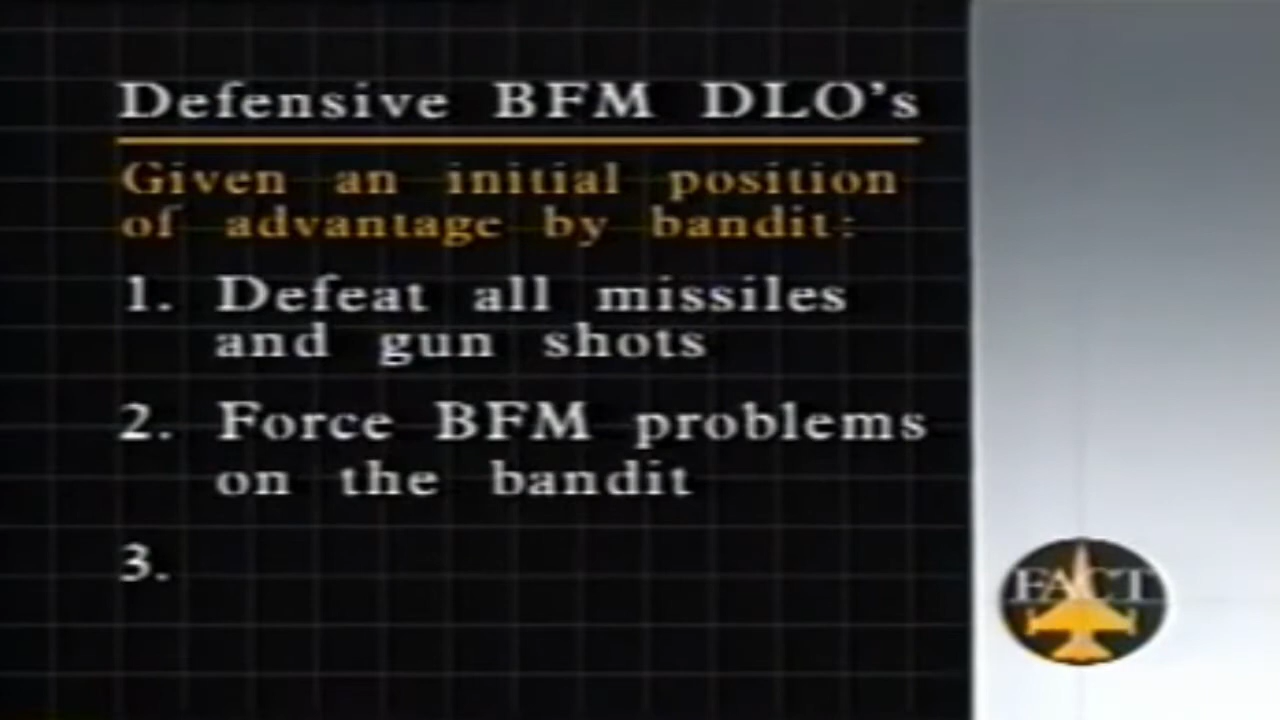 Defensive BFM DLO's
Given an initial position
of advantage by bandit:
1. Defeat all missiles
and gun shots
2. Force BFM problems
on the bandit
3.
FACT